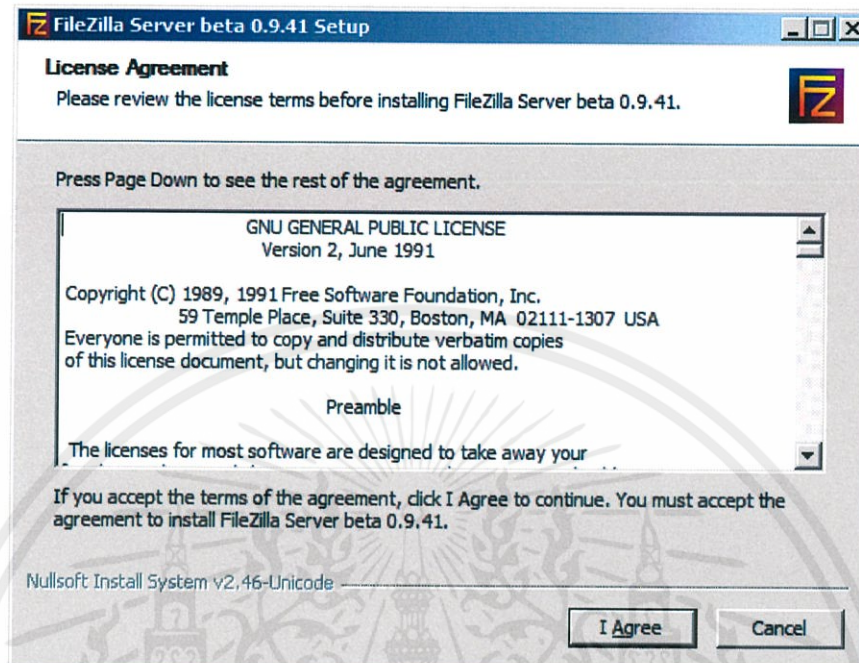 FileZilla Server beta 0.9.41 Setup
License Agreement
Please review the license terms before installing FileZilla Server beta 0.9.41.
FZ
Press Page Down to see the rest of the agreement.
GNU GENERAL PUBLIC LICENSE
Version 2, June 1991
Copyright (C) 1989, 1991 Free Software Foundation, Inc.
59 Temple Place, Suite 330, Boston, MA 02111-1307 USA
Everyone is permitted to copy and distribute verbatim copies
of this license document, but changing it is not allowed.
Preamble
The licenses for most software are designed to take away your
If you accept the terms of the agreement, click I Agree to continue. You must accept the
agreement to install FileZilla Server beta 0.9.41.
Nullsoft Install System v2.46-Unicode
I Agree
Cancel